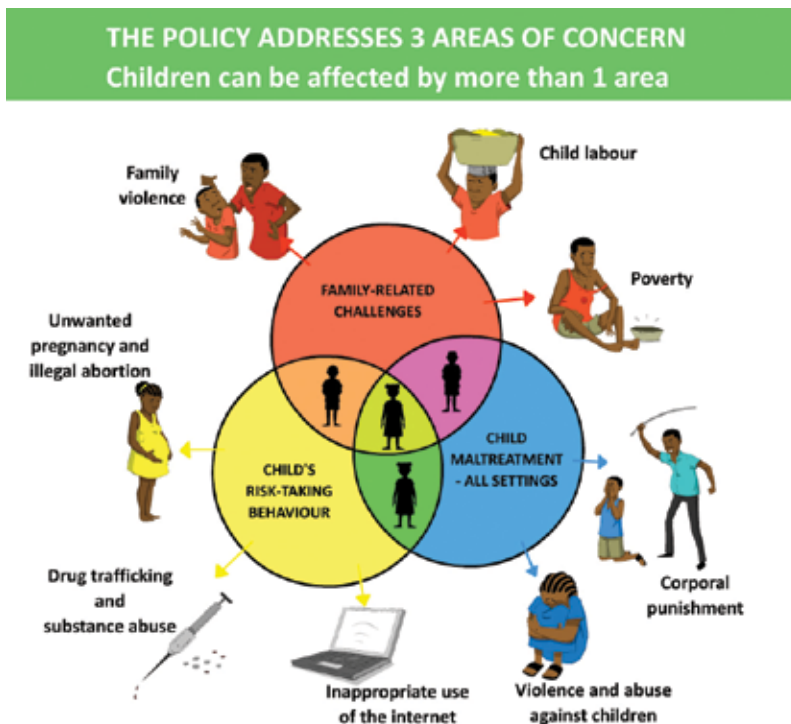 THE POLICY ADDRESSES 3 AREAS OF CONCERN
Children can be affected by more than 1 area
Family
violence
Child labour
FAMILY-RELATED
CHALLENGES
Poverty
Unwanted
pregnancy and
illegal abortion
CHILD'S
RISK-TAKING
BEHAVIOUR
CHILD
MALTREATMENT
- ALL SETTINGS
Drug trafficking
and
substance abuse
Corporal
punishment
Inappropriate use
of the internet
Violence and abuse
against children